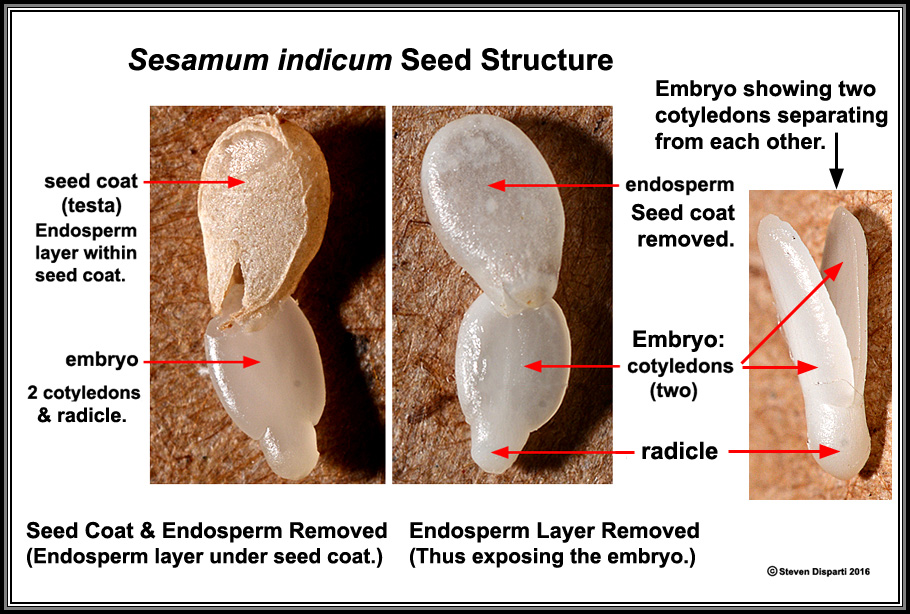 Sesamum indicum Seed Structure
Embryo showing two
cotyledons separating
from each other.
seed coat
(testa)
Endosperm
layer within
seed coat.
embryo
2 cotyledons
& radicle.
endosperm
Seed coat
removed.
Embryo:
cotyledons
(two)
radicle
Seed Coat & Endosperm Removed
(Endosperm layer under seed coat.)
Endosperm Layer Removed
(Thus exposing the embryo.)
©Steven Disparti 2016